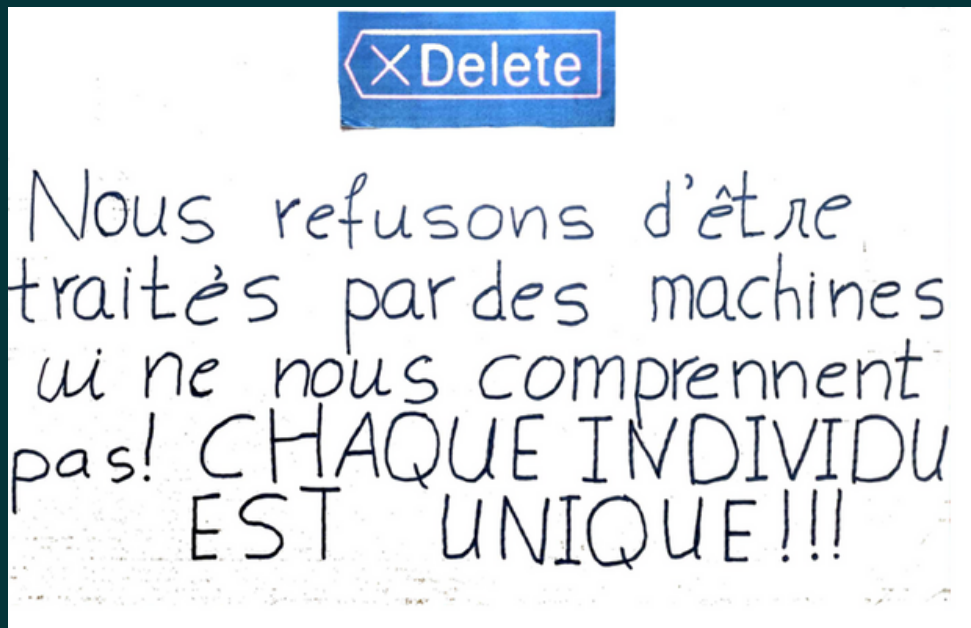 X Delete
Nous refusons d'être
traités par des machines
ui ne nous comprennent
pas! CHAQUE INDIVIDU
EST UNIQUE!!!